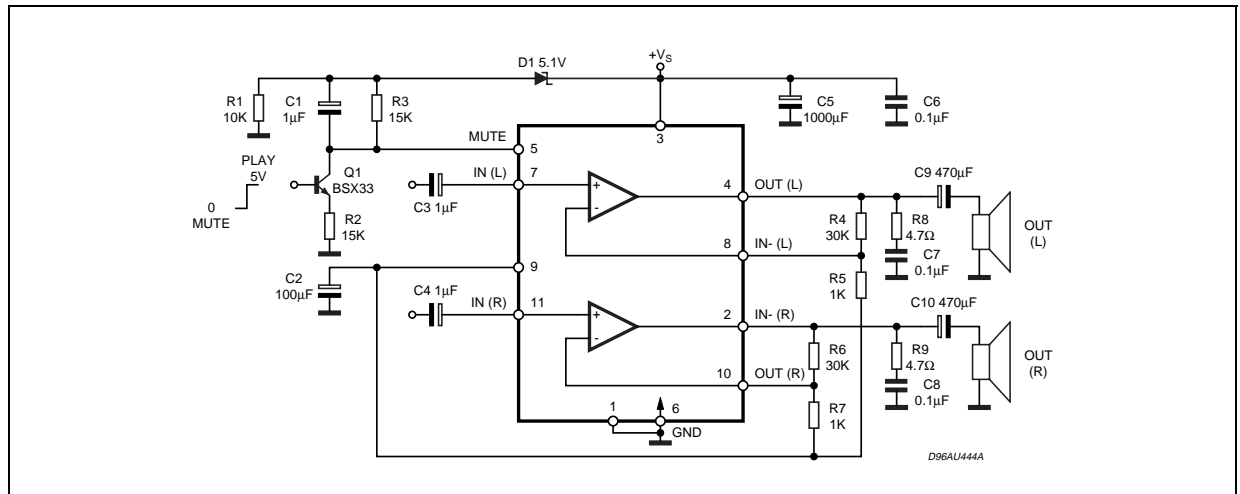 +VS
D1 5.1V
R1
10K
C1
1μF
R3
15K
C5
1000μF
C6
0.1μF
MUTE
5
3
PLAY
5V
0
MUTE
Q1
BSX33
R2
15K
IN (L)
7
C3 1μF
+
-
4
OUT (L)
C9 470μF
R4
30K
R8
4.7Ω
C7
0.1μF
OUT
(L)
8
IN- (L)
R5
1K
C2
100μF
9
C4 1μF
IN (R)
11
+
-
2
IN- (R)
C10 470μF
R6
30K
R9
4.7Ω
C8
0.1μF
OUT
(R)
10
OUT (R)
R7
1K
1
6
GND
D96AU444A